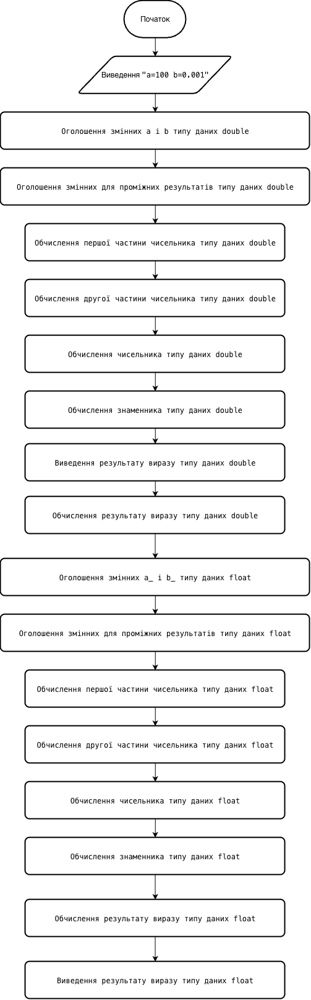 Початок
Виведення "a=100 b=0.001"
Оголошення змінних a і b типу даних double
Оголошення змінних для проміжних результатів типу даних double
Обчислення першої частини чисельника типу даних double
Обчислення другої частини чисельника типу даних double
Обчислення чисельника типу даних double
Обчислення знаменника типу даних double
Виведення результату виразу типу даних double
Обчислення результату виразу типу даних double
Оголошення змінних a_ і b_ типу даних float
Оголошення змінних для проміжних результатів типу даних float
Обчислення першої частини чисельника типу даних float
Обчислення другої частини чисельника типу даних float
Обчислення чисельника типу даних float
Обчислення знаменника типу даних float
Обчислення результату виразу типу даних float
Виведення результату виразу типу даних float